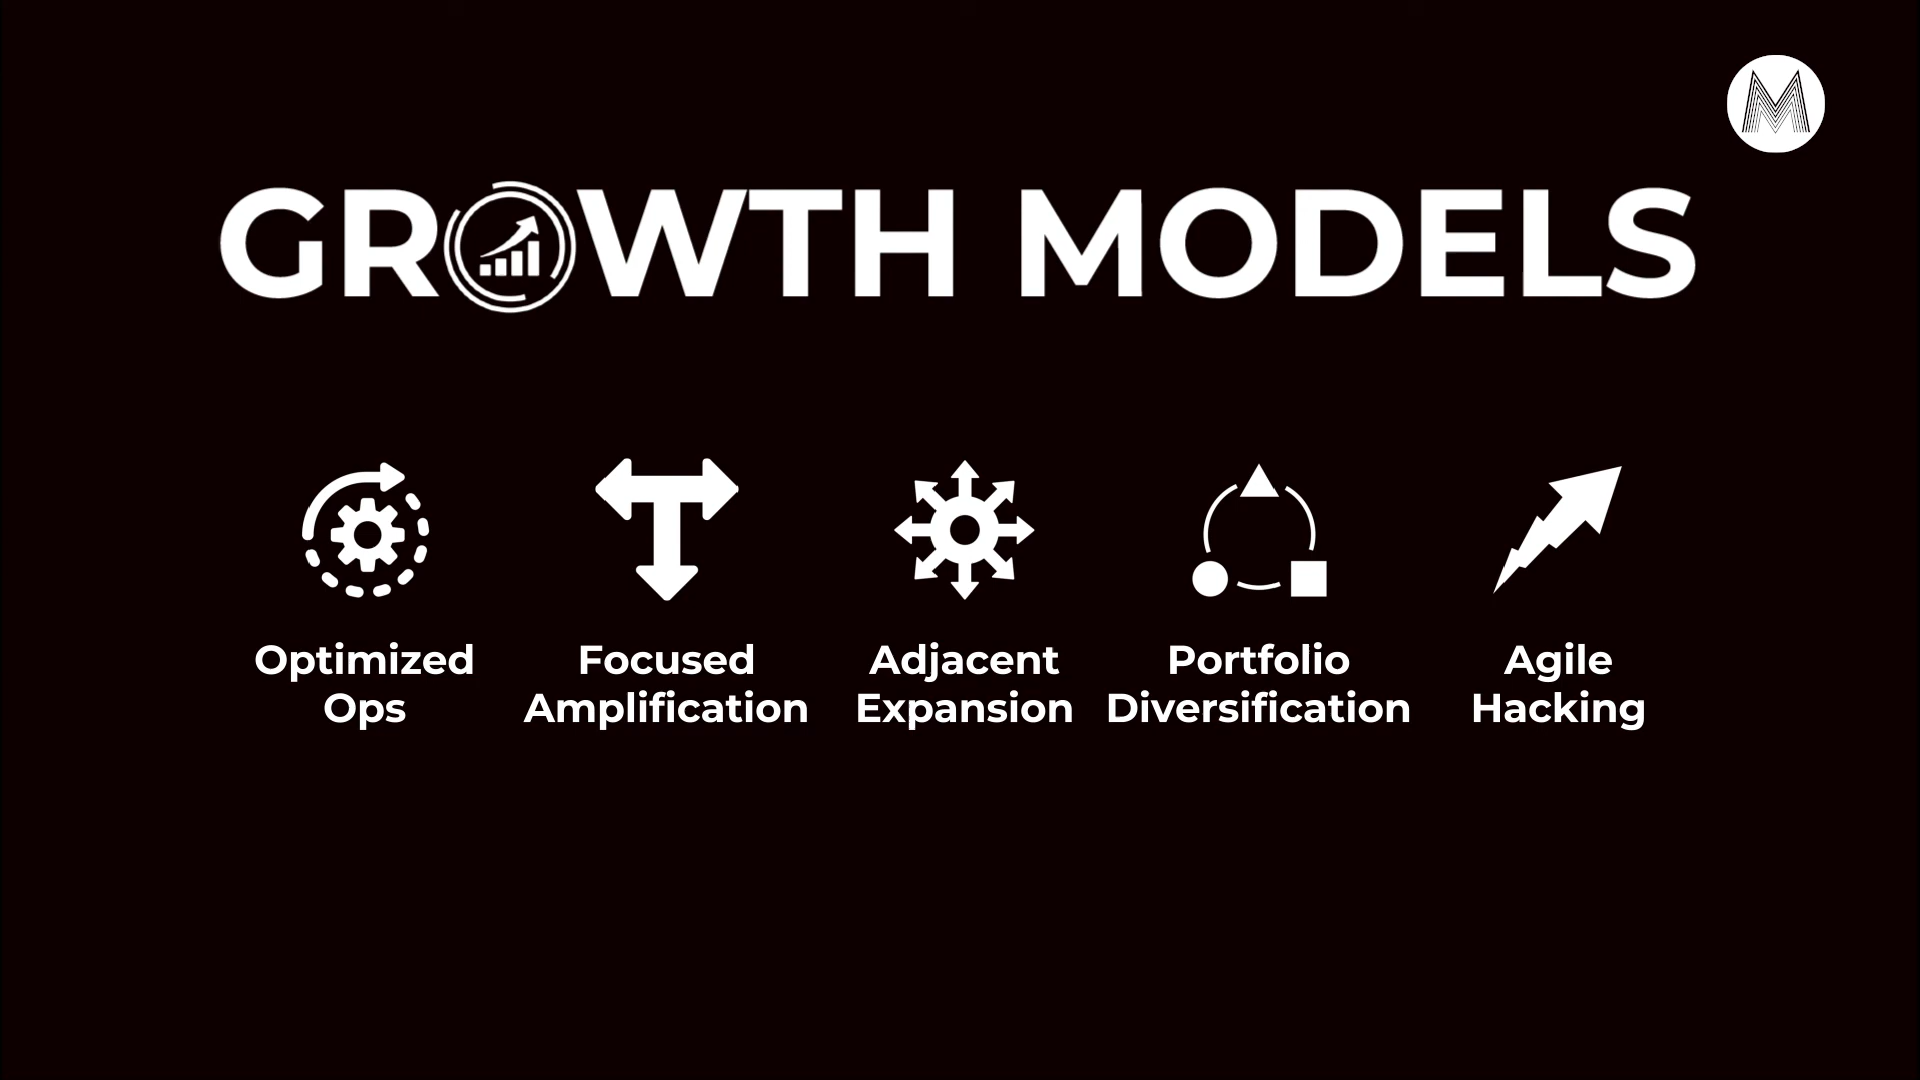 M
GROWTH MODELS
Optimized
Ops
Focused
Amplification
Adjacent
Expansion
Portfolio
Diversification
Agile
Hacking